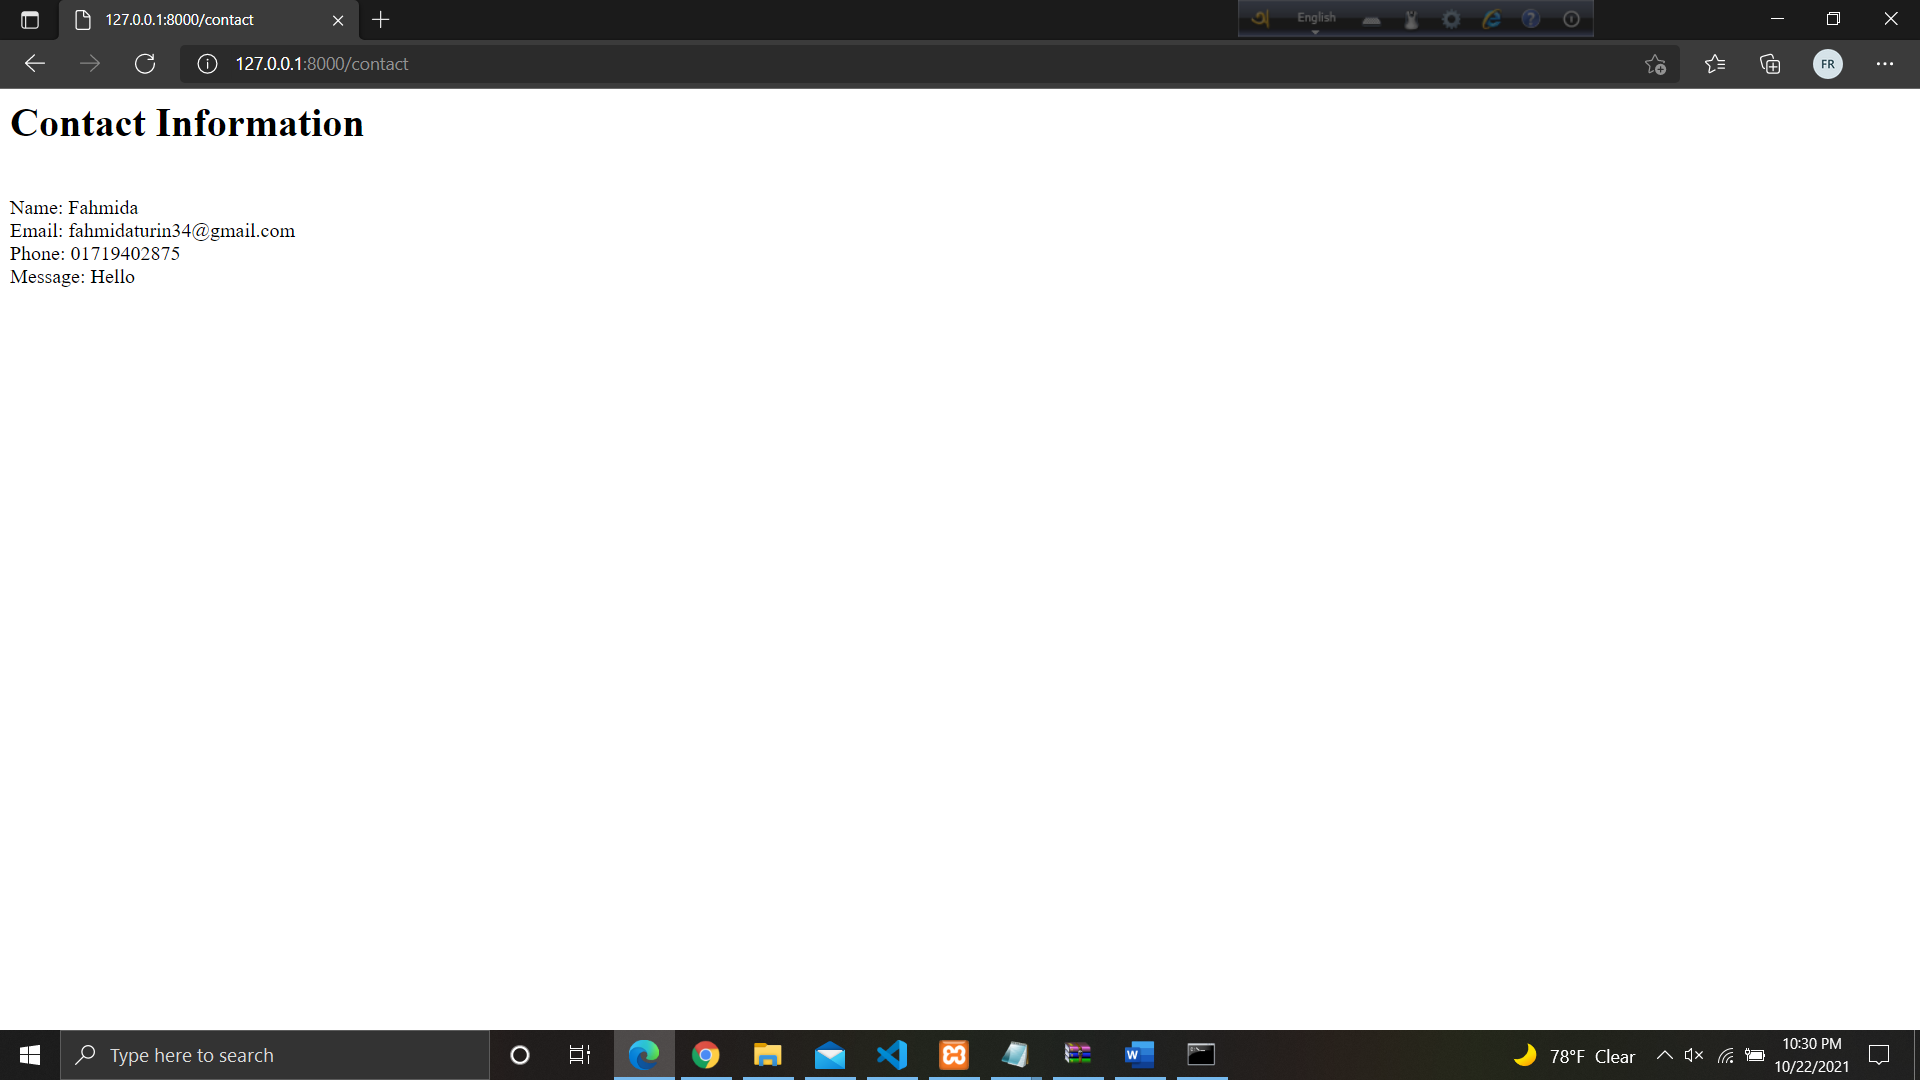 127.0.0.1:8000/contact
English
127.0.0.1:8000/contact
FR
Contact Information
Name: Fahmida
Email: fahmidaturin34@gmail.com
Phone: 01719402875
Message: Hello
Type here to search
78°F Clear
10:30 PM
10/22/2021